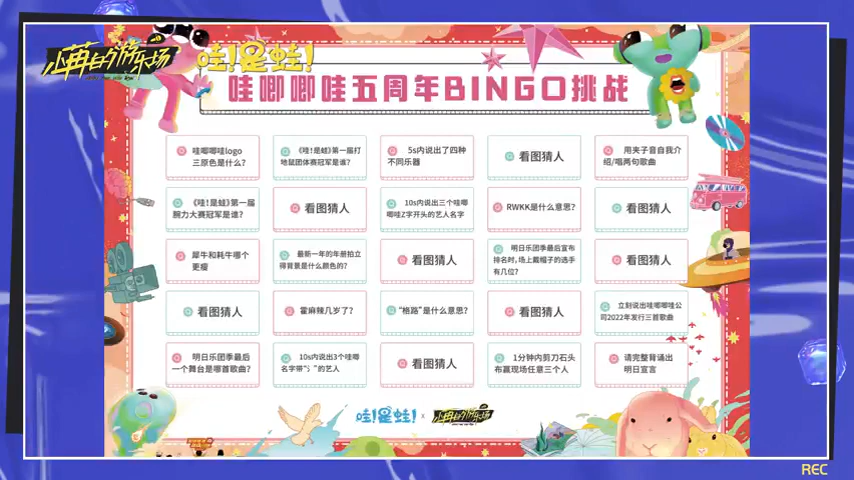 小苒的游乐场
哇!是蛙!
哇唧唧哇五周年BINGO挑战
Q 哇唧唧哇logo
三原色是什么?
Q 《哇!是蛙》第一届打
地鼠团体赛冠军是谁?
Q 5s内说出了四种
不同乐器
Q 看图猜人
Q 用夹子音自我介
绍/唱两句歌曲
Q 《哇!是蛙》第一届
腕力大赛冠军是谁?
Q 看图猜人
Q 10s内说出三个哇唧
唧哇Z字开头的艺人名字
Q RWKK是什么意思?
Q 看图猜人
Q 犀牛和耗牛哪个
更瘦
Q 最新一年的年册拍立
得背景是什么颜色的?
Q 看图猜人
Q 明日乐团季最后宣布
排名时,场上戴帽子的选手
有几位?
Q 看图猜人
Q 看图猜人
Q 霍麻辣几岁了?
Q “格路”是什么意思?
Q 看图猜人
Q 立刻说出哇唧唧哇公
司2022年发行三首歌曲
Q 明日乐团季最后
一个舞台是哪首歌曲?
Q 10s内说出3个哇唧
名字带“氵”的艺人
Q 看图猜人
Q 1分钟内剪刀石头
布赢现场任意三个人
Q 请完整背诵出
明日宣言
哇!是蛙! x 小苒的游乐场
REC